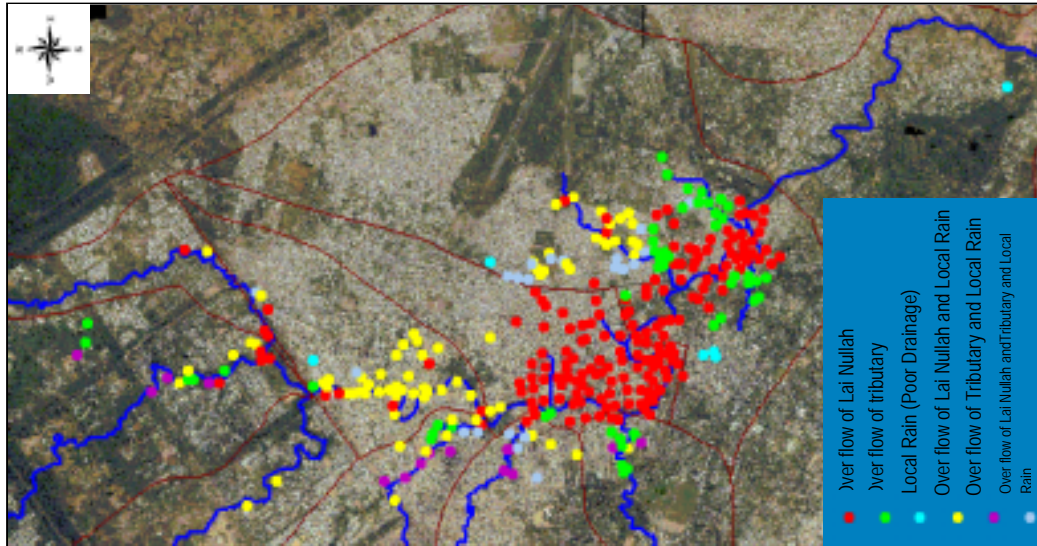 )ver flow of Lai Nullah
)ver flow of tributary
Local Rain (Poor Drainage)
Over flow of Lai Nullah and Local Rain
Over flow of Tributary and Local Rain
Over flow of Lai Nullah andTributary and Local
Rain